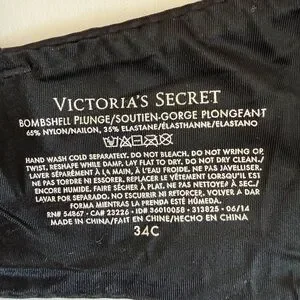 VICTORIA'S SECRET
BOMBSHELL PLUNGE/SOUTIEN-GORGE PLONGEANT
65% NYLON/NAILON, 35% ELASTANE/ÉLASTHANNE/ELASTANO
HAND WASH COLD SEPARATELY. DO NOT BLEACH. DO NOT WRING OR
TWIST, RESHAPE WHILE DAMP, LAY FLAT TO DRY. DO NOT DRY CLEAN./
LAVER SÉPARÉMENT À LA MAIN, À L'EAU FROIDE. NE PAS JAVELLISER.
NE PAS TORDRE NI ESSORER. REPLACER LE VÊTEMENT LORSQU'IL EST
ENCORE HUMIDE. FAIRE SÉCHER À PLAT. NE PAS NETTOYER À SEC./
LAVAR POR SEPARADO. NO ESCURRIR NI RETORCER, VOLVER A DAR
FORMA MIENTRAS LA PRENDA ESTÉ HÚMEDA.
RN# 54867 - CA# 23226 - ID# 36010058 - 313825 - 06/14
MADE IN CHINA/FAIT EN CHINE/HECHO EN CHINA
34C